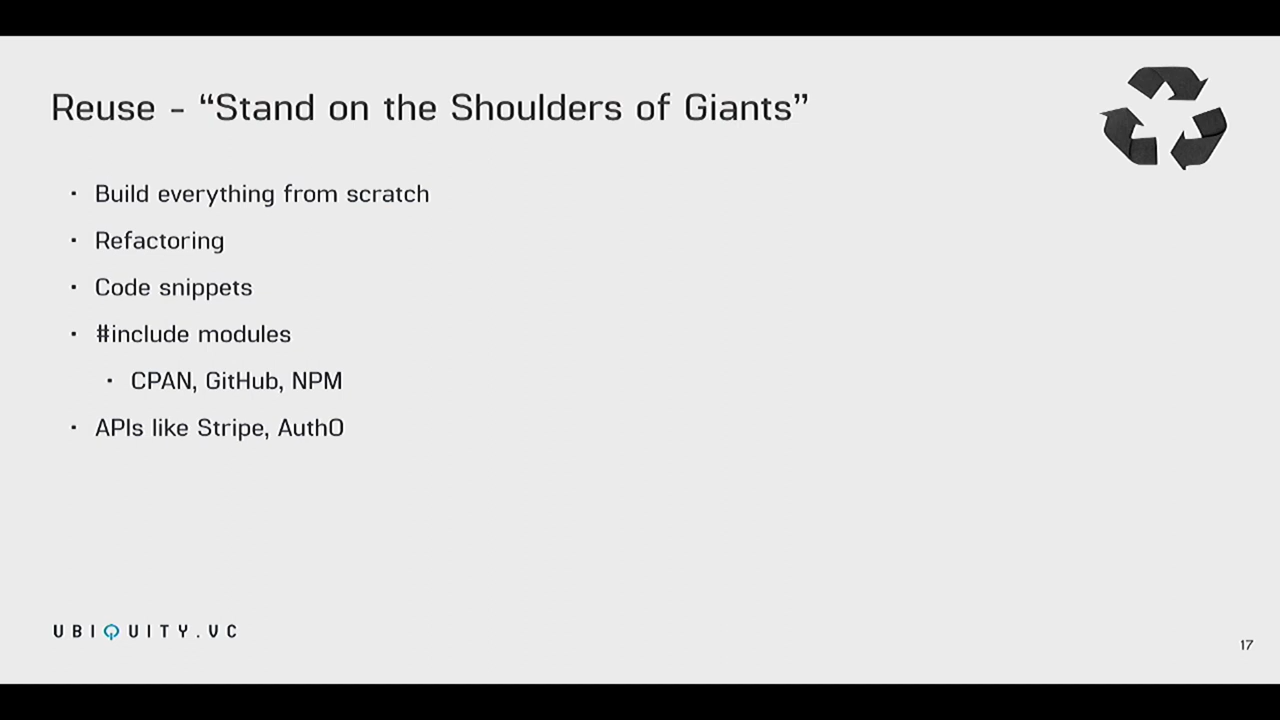 Reuse - “Stand on the Shoulders of Giants”
· Build everything from scratch
· Refactoring
· Code snippets
· #include modules
· CPAN, GitHub, NPM
· APIs like Stripe, Auth0
UBIQUITY.VC
17